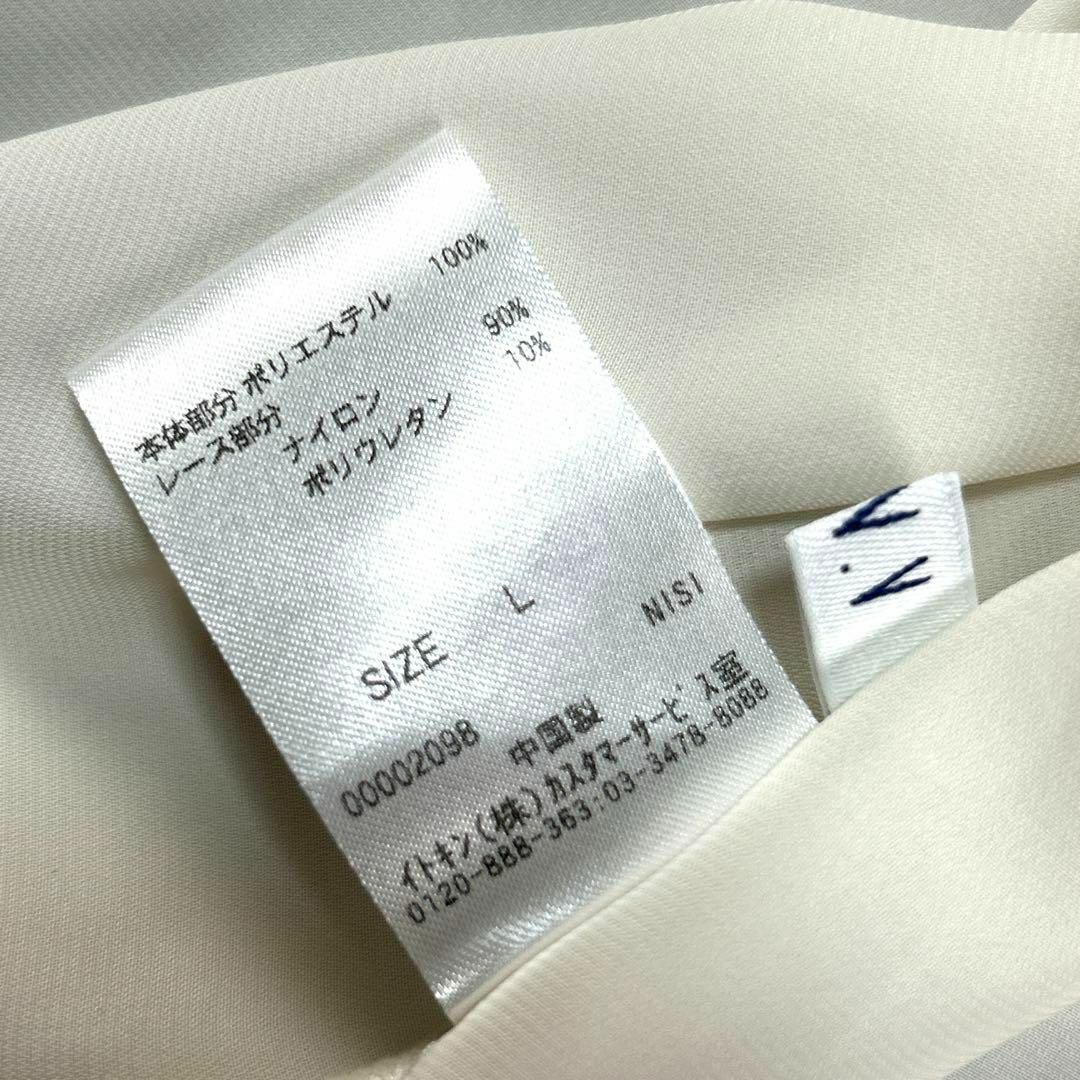 本体部分 ポリエステル 100%
レース部分
ナイロン 90%
ポリウレタン 10%
SIZE L
00002098 NISI
中国製
イトキン(株)カスタマーサービス室
0120-888-363:03-3478-8088